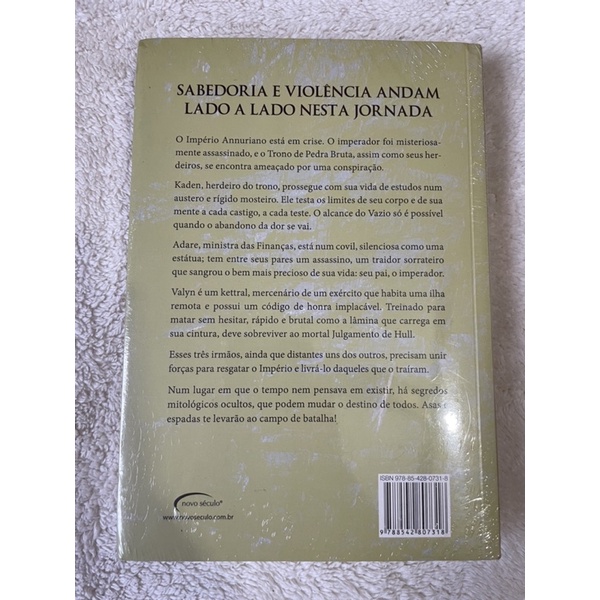 SABEDORIA E VIOLÊNCIA ANDAM
LADO A LADO NESTA JORNADA
O Império Annuriano está em crise. O imperador foi misteriosa-
mente assassinado, e o Trono de Pedra Bruta, assim como seus her-
deiros, se encontra ameaçado por uma conspiração.
Kaden, herdeiro do trono, prossegue com sua vida de estudos num
austero e rígido mosteiro. Ele testa os limites de seu corpo e de sua
mente a cada castigo, a cada teste. O alcance do Vazio só é possível
quando o abandono da dor se vai.
Adare, ministra das Finanças, está num covil, silenciosa como uma
estátua; tem entre seus pares um assassino, um traidor sorrateiro
que sangrou o bem mais precioso de sua vida: seu pai, o imperador.
Valyn é um kettral, mercenário de um exército que habita uma ilha
remota e possui um código de honra implacável. Treinado para
matar sem hesitar, rápido e brutal como a lâmina que carrega em
sua cintura, deve sobreviver ao mortal Julgamento de Hull.
Esses três irmãos, ainda que distantes uns dos outros, precisam unir
forças para resgatar o Império e livrá-lo daqueles que o traíram.
Num lugar em que o tempo nem pensava em existir, há segredos
mitológicos ocultos, que podem mudar o destino de todos. Asas e
espadas te levarão ao campo de batalha!
novo século®
www.novoseculo.com.br
ISBN 978-85-428-0731-8
9 788542 807318